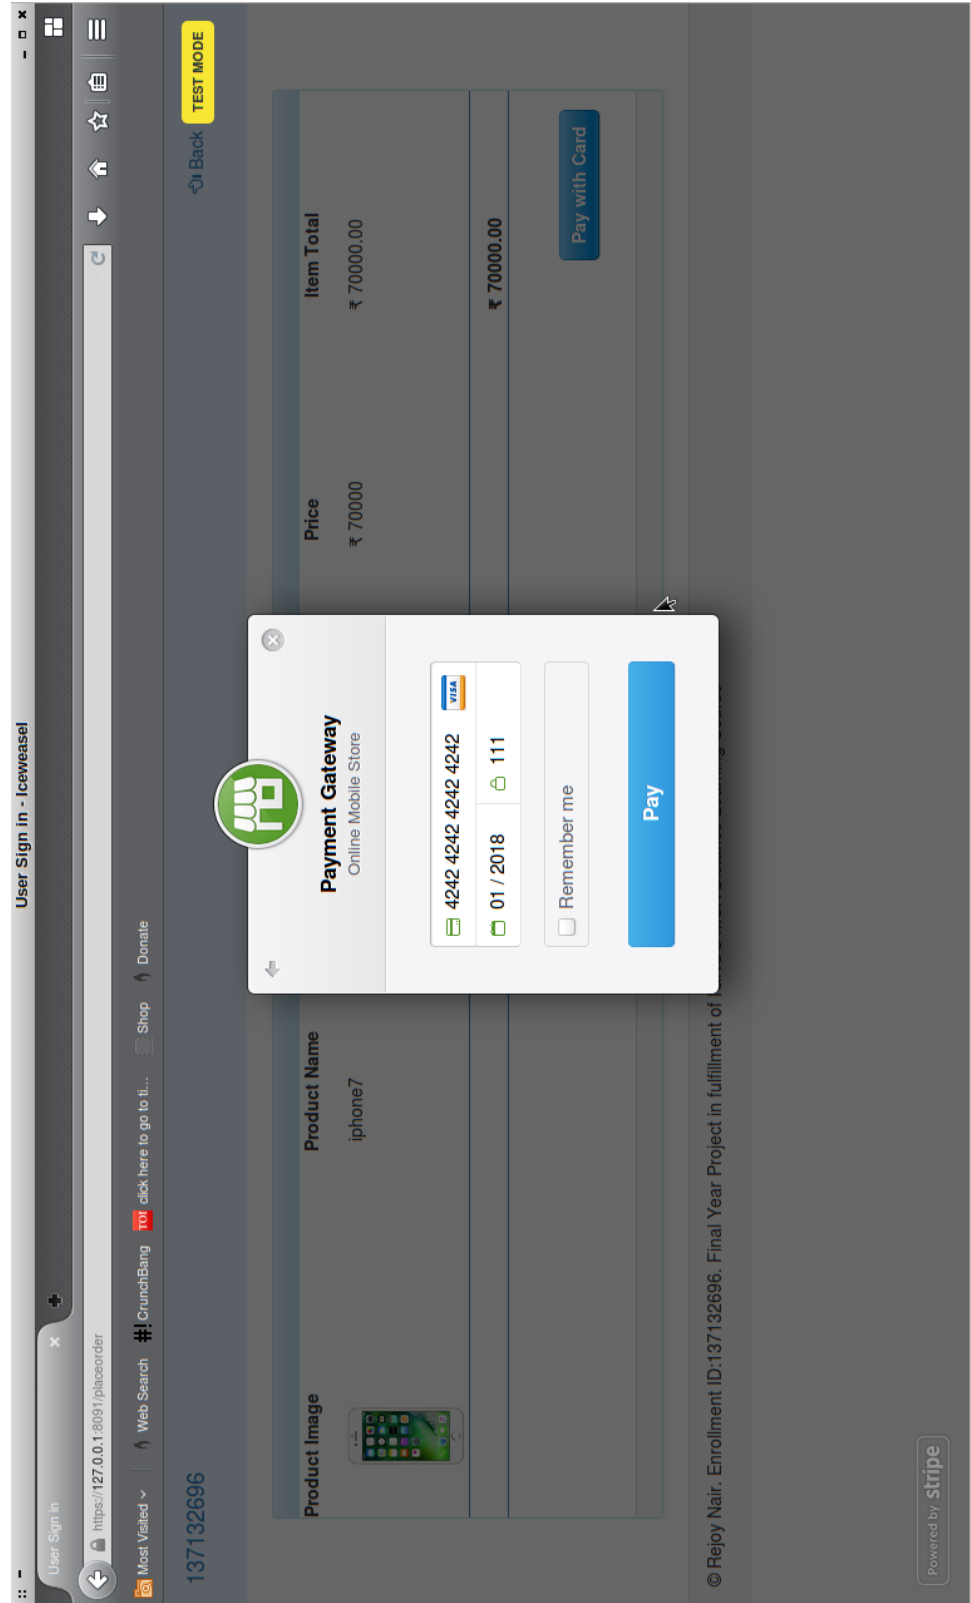 User Sign in - Iceweasel
User Sign in
https://127.0.0.1:8091/placeorder
Most Visited
Web Search
#! CrunchBang
TOI click here to go to ti...
Shop
Donate
137132696
Back
TEST MODE
Product Image
Product Name
Price
Item Total
iphone7
₹ 70000
₹ 70000.00
₹ 70000.00
Pay with Card
Payment Gateway
Online Mobile Store
4242 4242 4242 4242
VISA
01 / 2018
111
Remember me
Pay
© Rejoy Nair. Enrollment ID:137132696. Final Year Project in fulfillment of
Powered by stripe